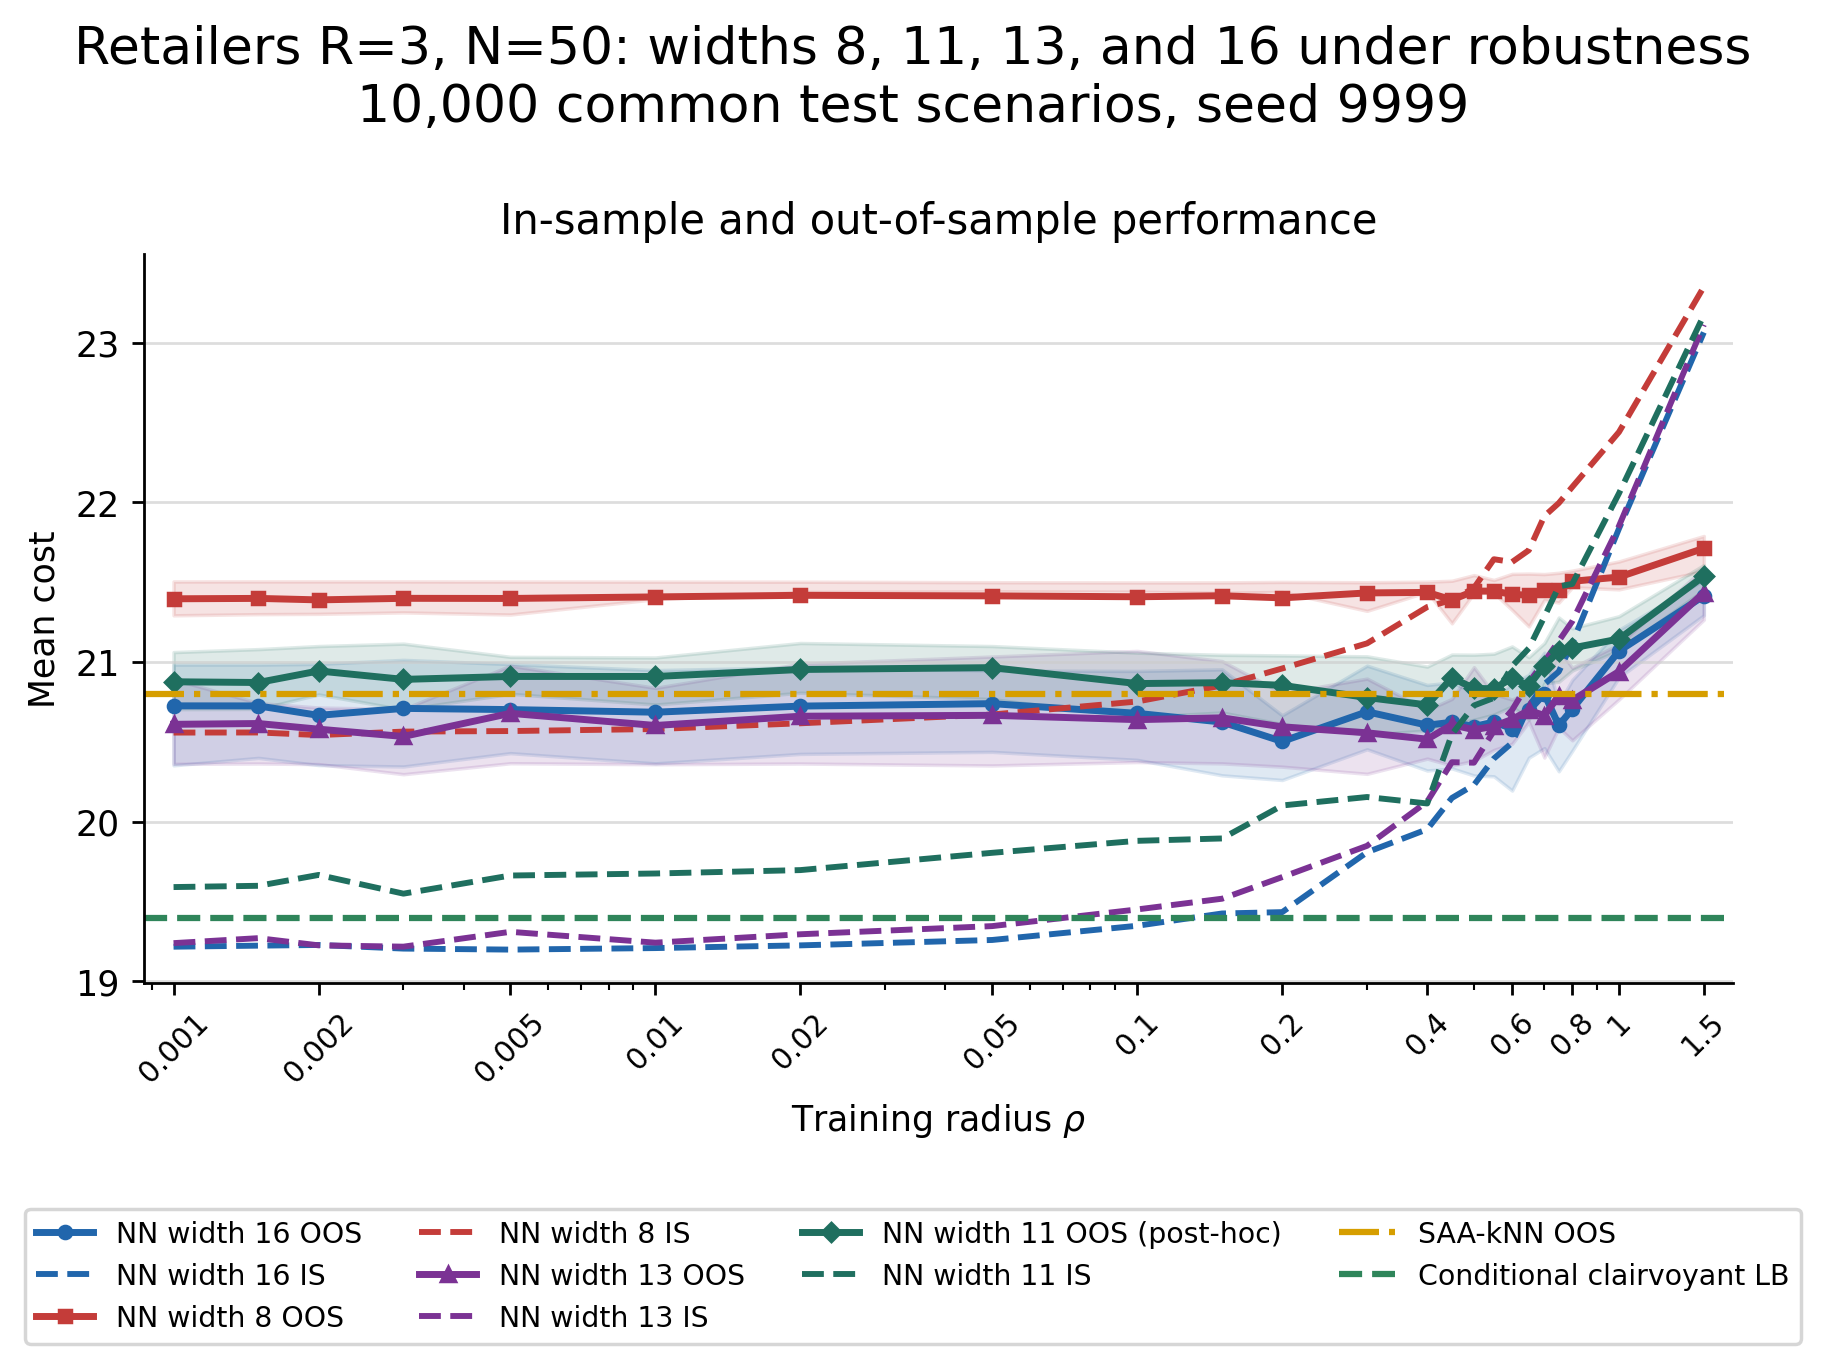 Retailers R=3, N=50: widths 8, 11, 13, and 16 under robustness
10,000 common test scenarios, seed 9999
In-sample and out-of-sample performance
Mean cost
23
22
21
20
19
0.001
0.002
0.005
0.01
0.02
0.05
0.1
0.2
0.4
0.6
0.8
1
1.5
Training radius ρ
NN width 16 OOS
NN width 16 IS
NN width 8 OOS
NN width 8 IS
NN width 13 OOS
NN width 13 IS
NN width 11 OOS (post-hoc)
NN width 11 IS
SAA-kNN OOS
Conditional clairvoyant LB